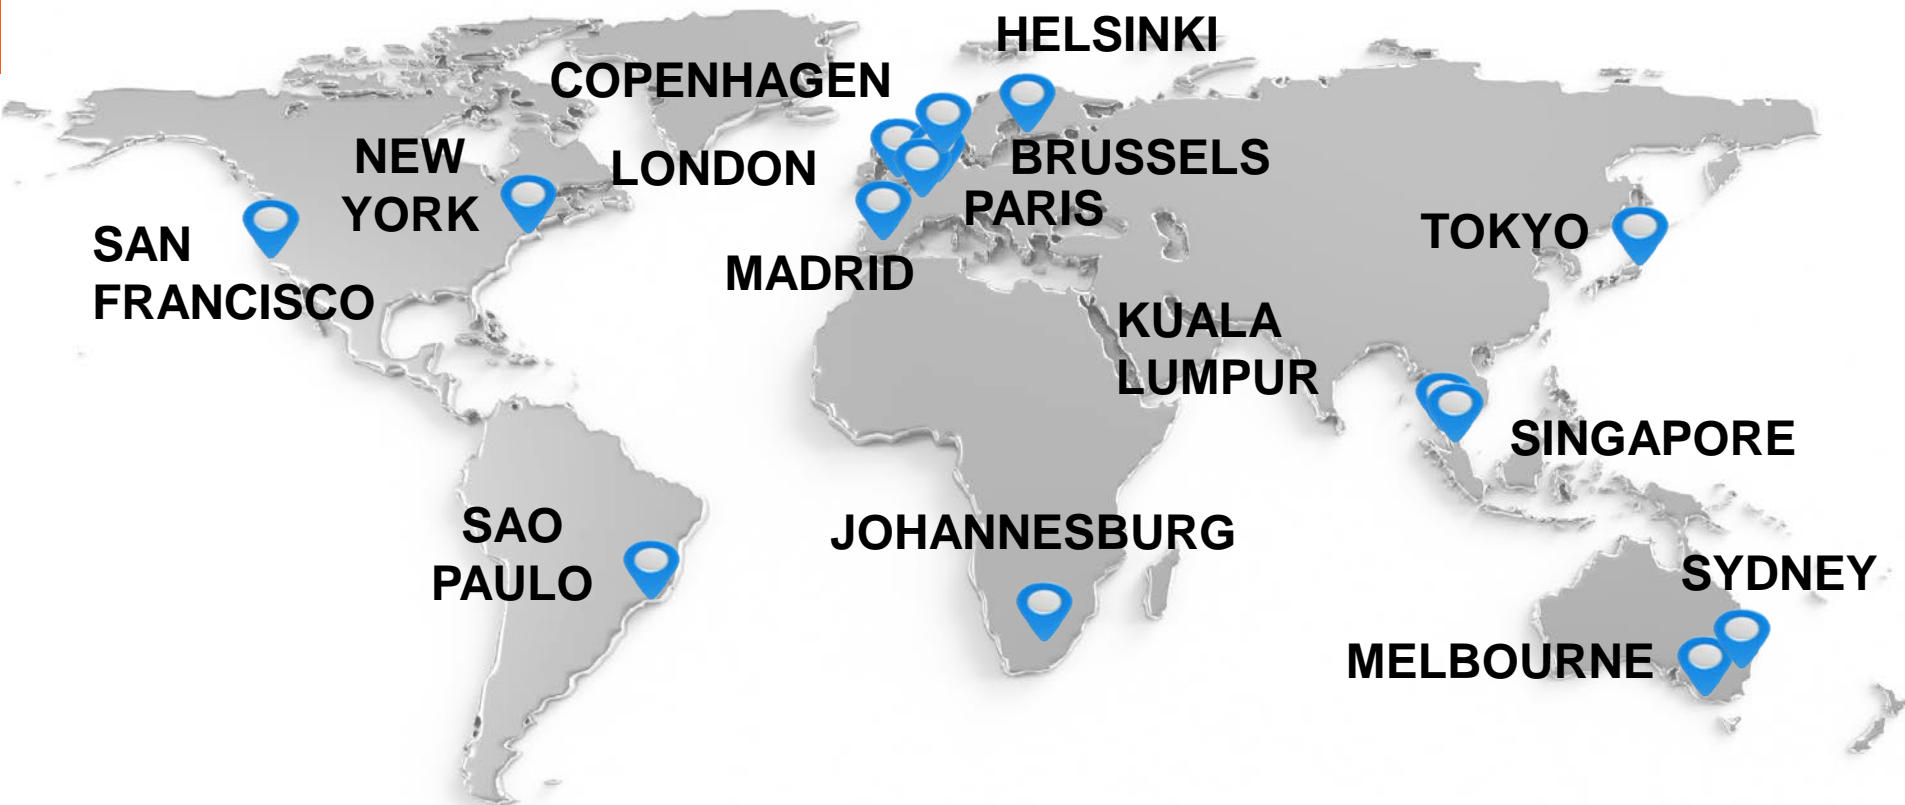 HELSINKI
COPENHAGEN
NEW
YORK
LONDON
BRUSSELS
PARIS
SAN
FRANCISCO
MADRID
TOKYO
KUALA
LUMPUR
SINGAPORE
SAO
PAULO
JOHANNESBURG
SYDNEY
MELBOURNE